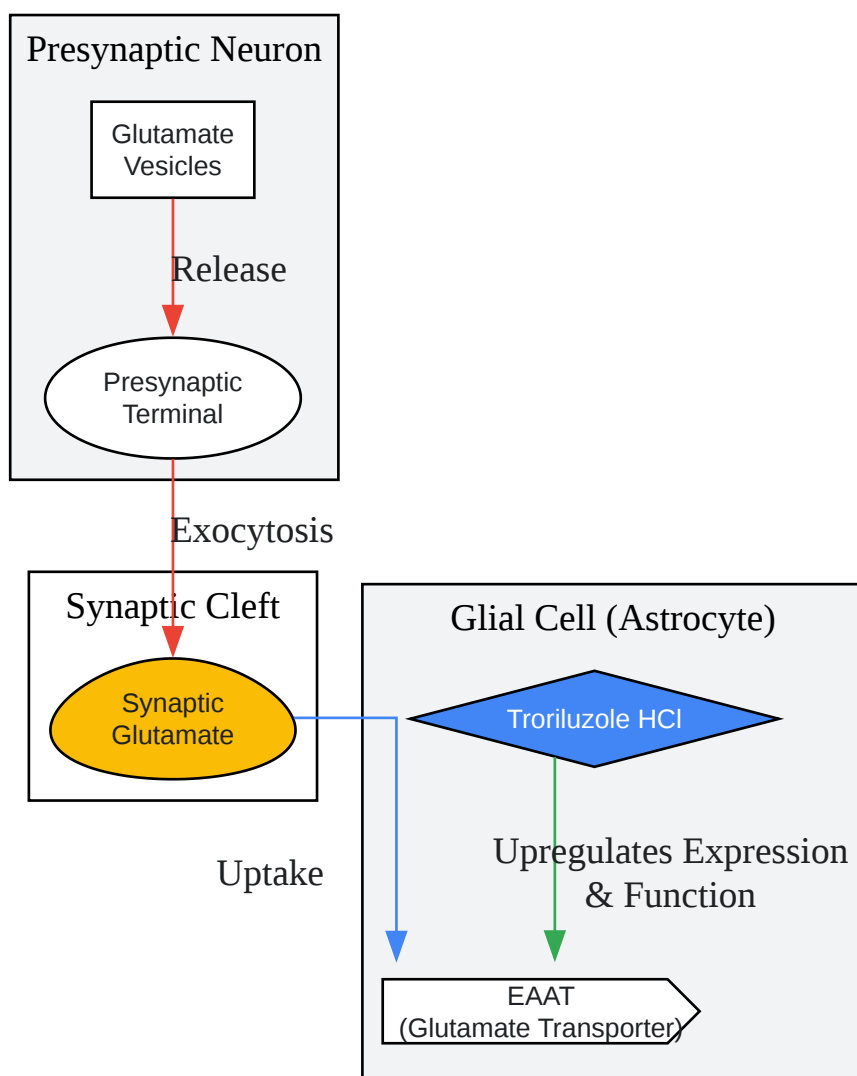 Presynaptic Neuron
Glutamate
Vesicles
Release
Presynaptic
Terminal
Exocytosis
Synaptic Cleft
Synaptic
Glutamate
Uptake
Glial Cell (Astrocyte)
Troriluzole HCl
Upregulates Expression
& Function
EAAT
(Glutamate Transporter)